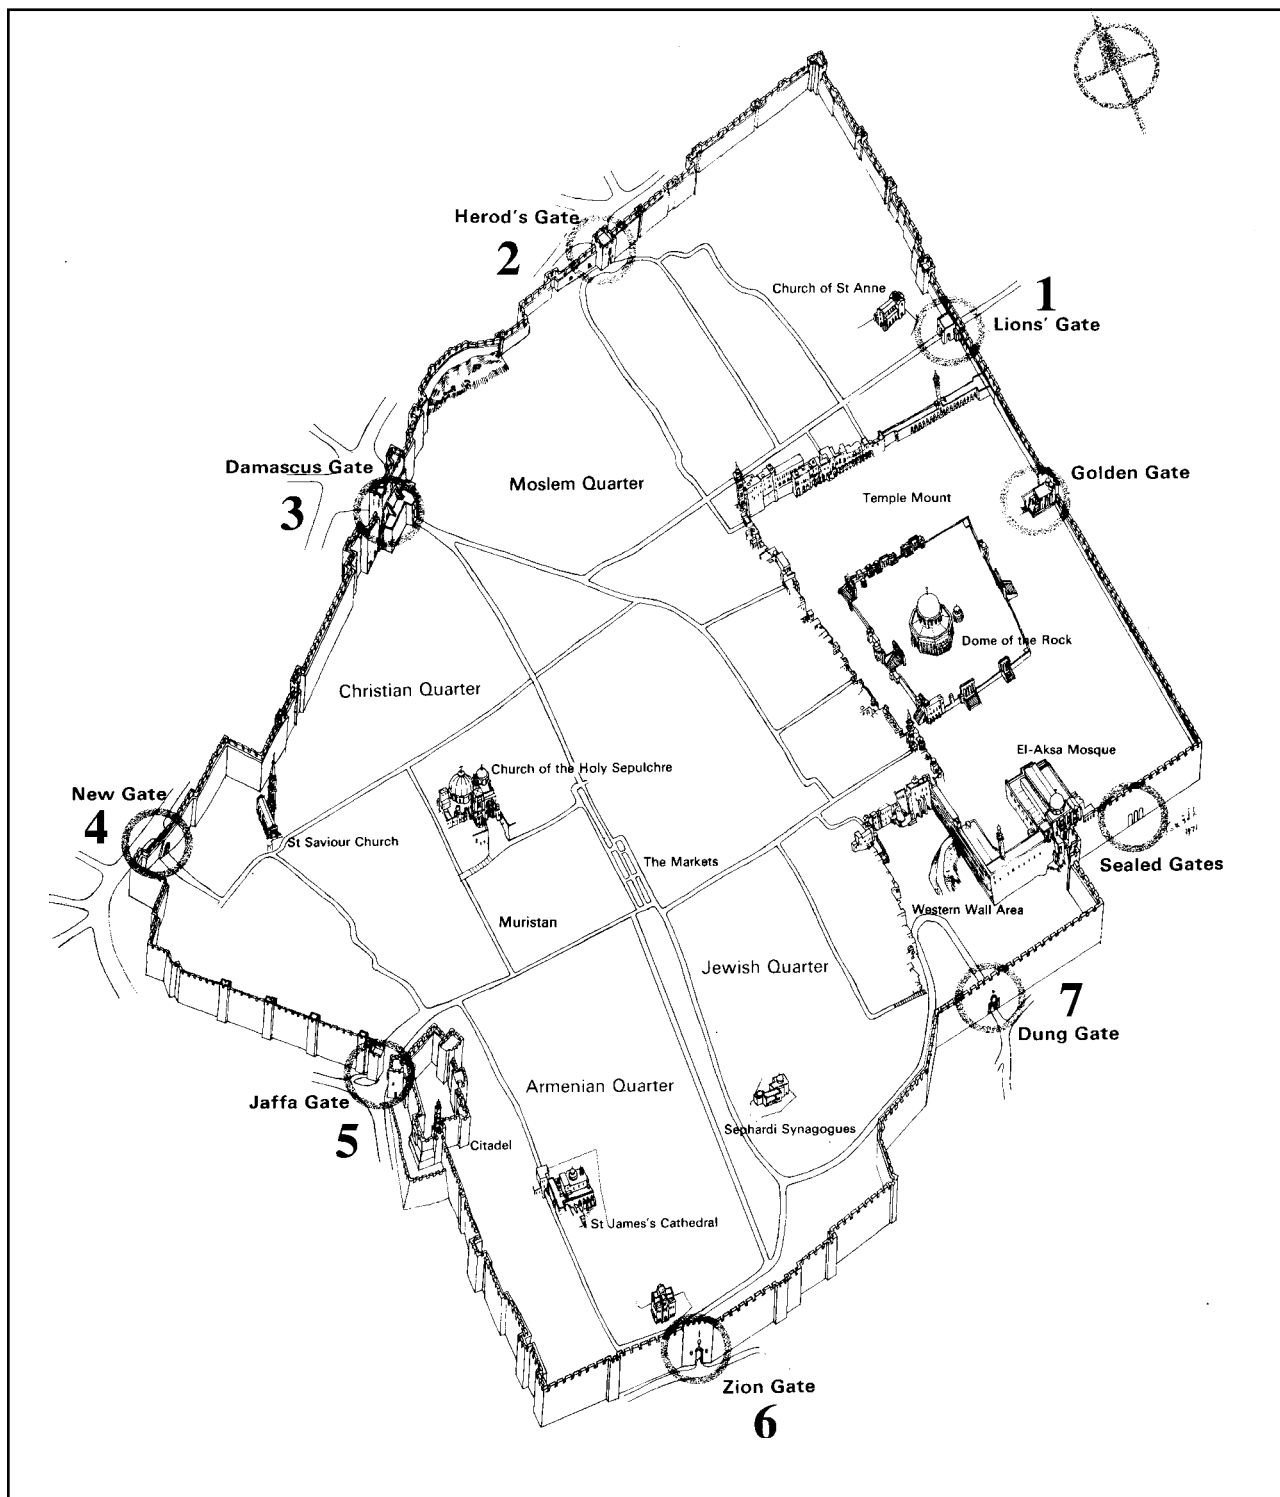 Herod's Gate
2
Church of St Anne
1
Lions' Gate
Damascus Gate
3
Moslem Quarter
Golden Gate
Temple Mount
Dome of the Rock
Christian Quarter
El-Aksa Mosque
Church of the Holy Sepulchre
New Gate
4
St Saviour Church
The Markets
Sealed Gates
Western Wall Area
Muristan
Jewish Quarter
7
Dung Gate
Armenian Quarter
Jaffa Gate
5
Citadel
Sephardi Synagogues
St James's Cathedral
Zion Gate
6